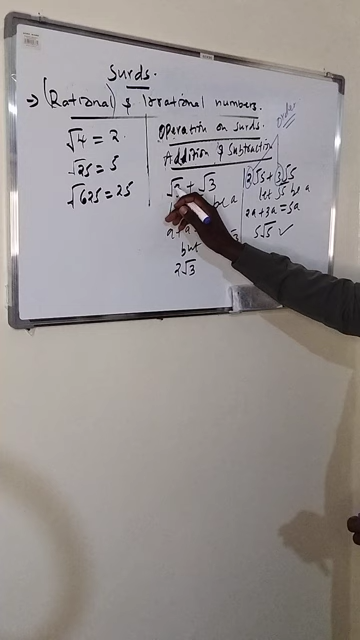 Surds.
→ (Rational) & Irrational numbers.
√4 = 2
√25 = 5
√625 = 25
Operation on surds.
Addition & Subtraction
+ √3
be a
but
2√3
order
2√5 + 3√5
let √5 be a
2a + 3a = 5a
5√5 ✓